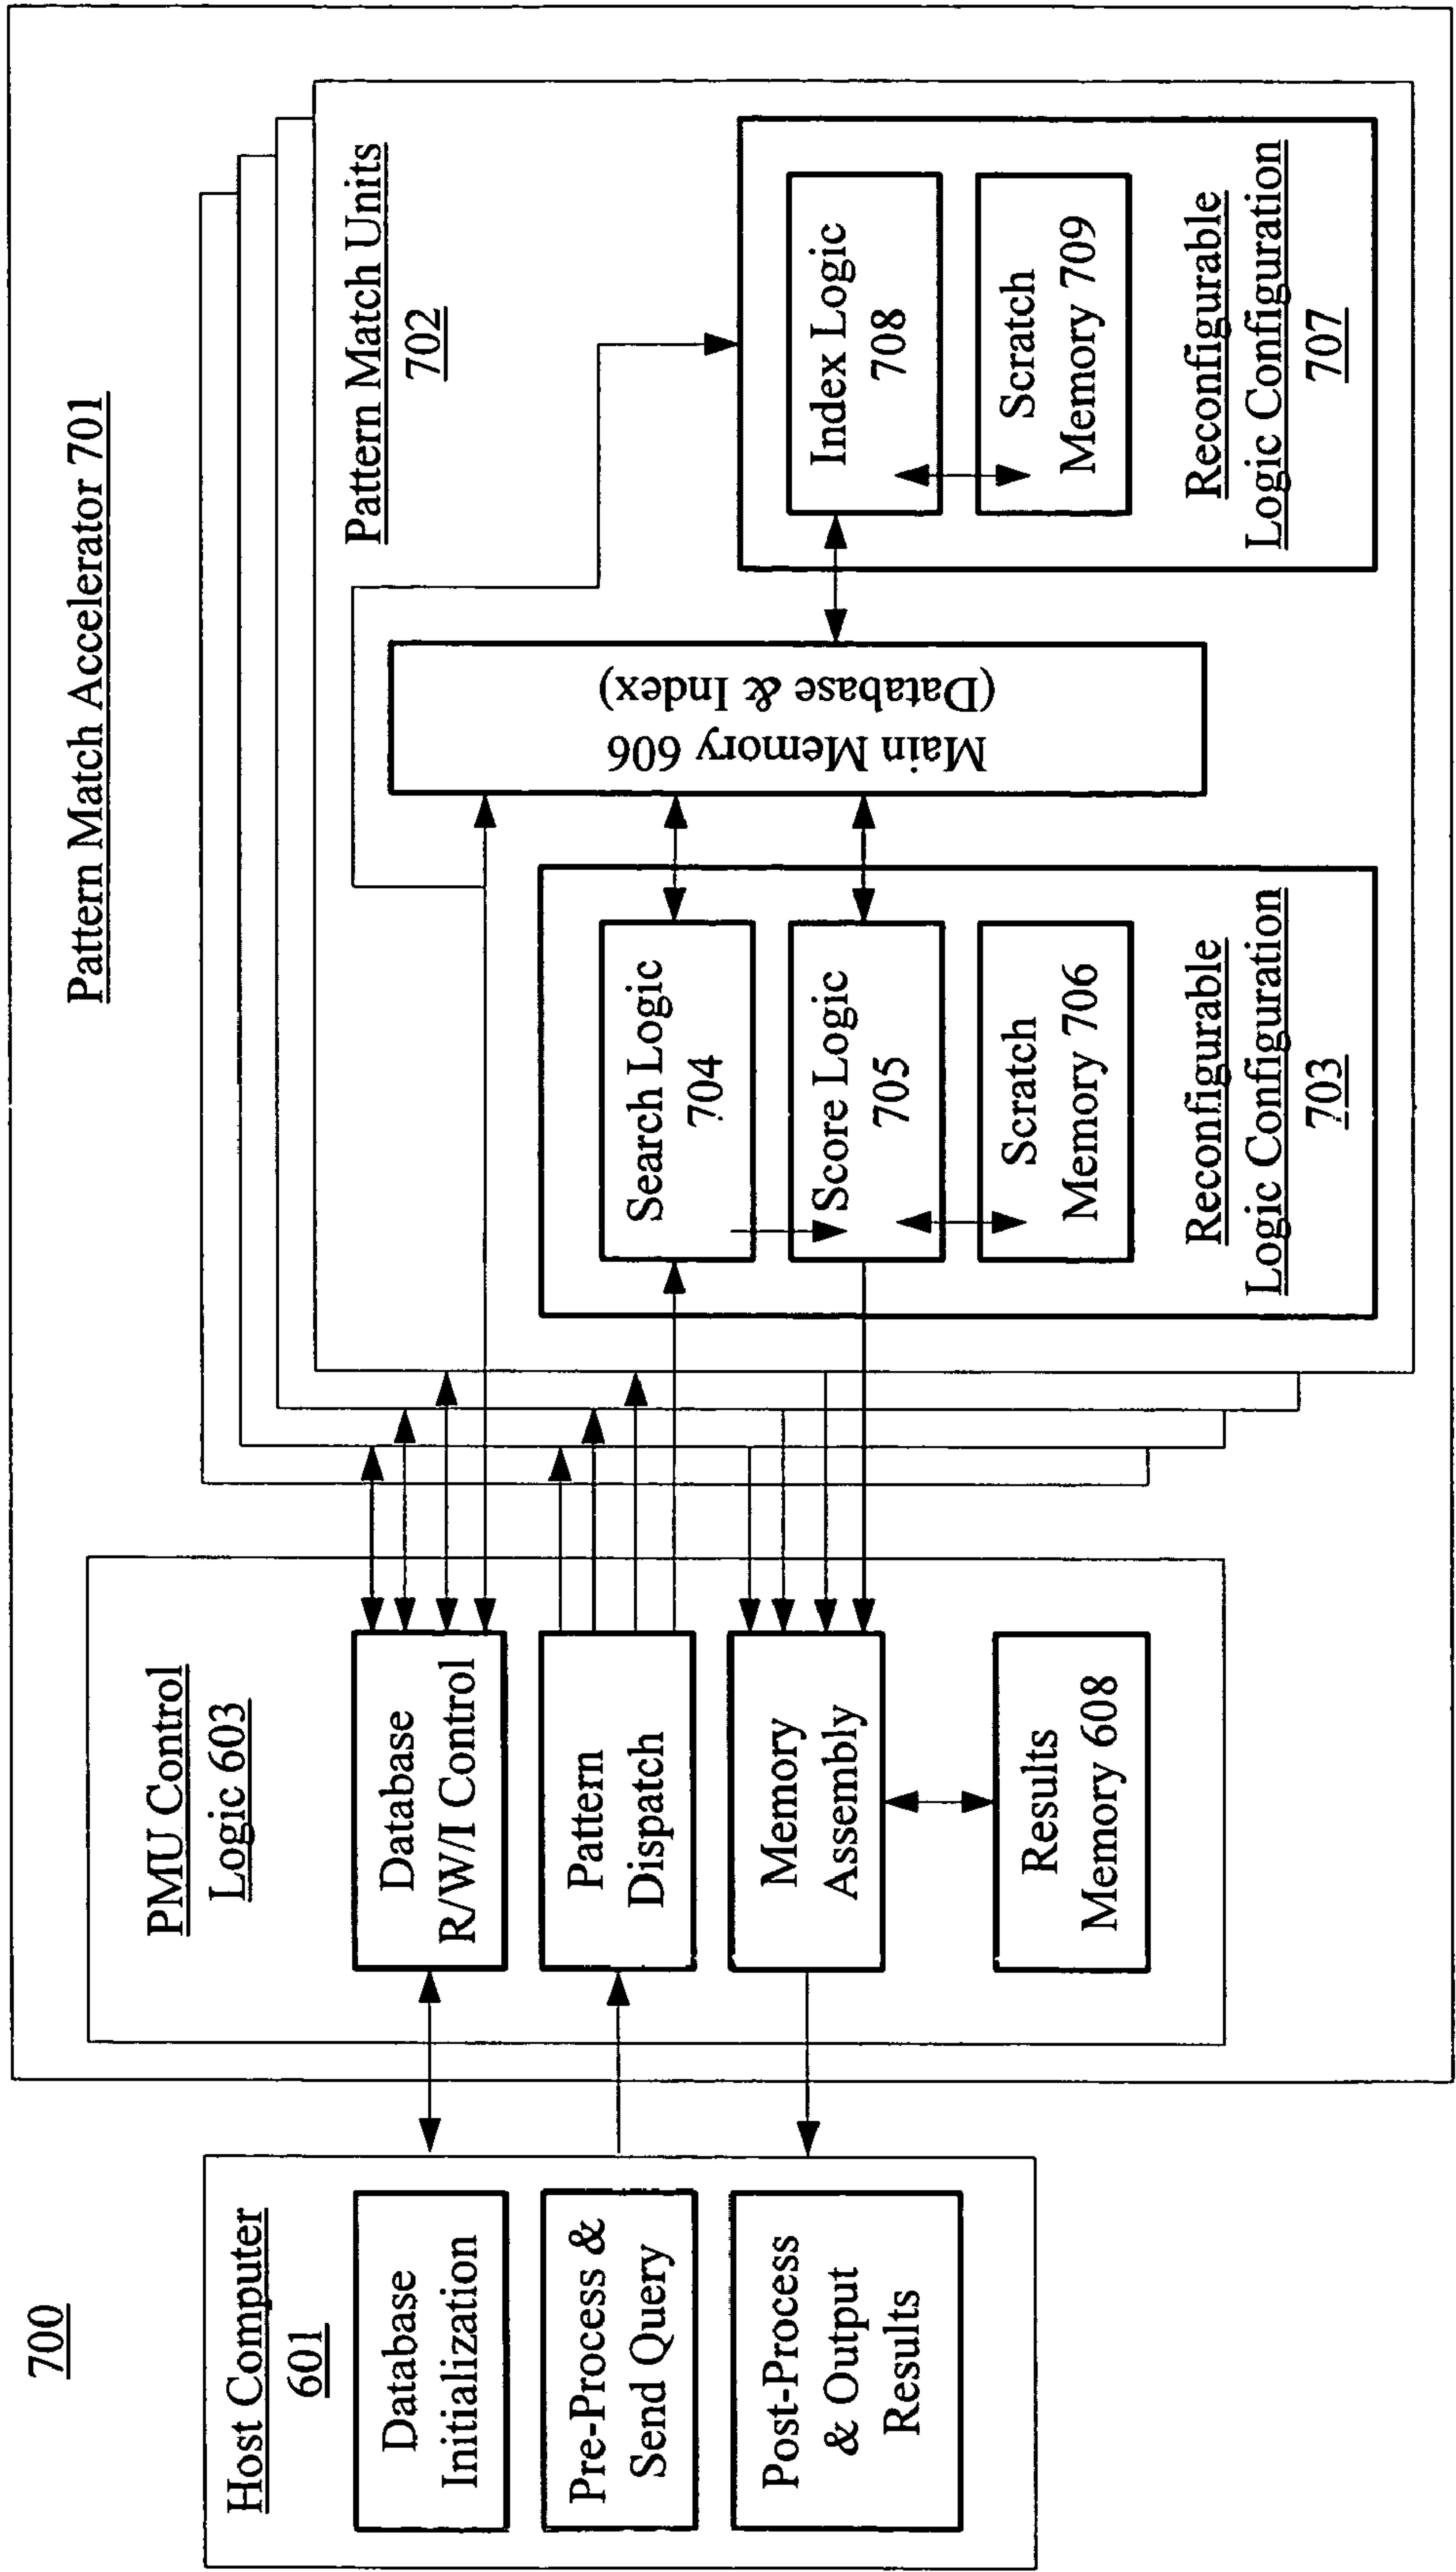 700
Pattern Match Accelerator 701
Host Computer
601
Database
Initialization
Pre-Process &
Send Query
Post-Process
& Output
Results
PMU Control
Logic 603
Database
R/W/I Control
Pattern
Dispatch
Memory
Assembly
Results
Memory 608
Pattern Match Units
702
Search Logic
704
Score Logic
705
Scratch
Memory 706
Reconfigurable
Logic Configuration
703
Main Memory 606
(Database & Index)
Index Logic
708
Scratch
Memory 709
Reconfigurable
Logic Configuration
707